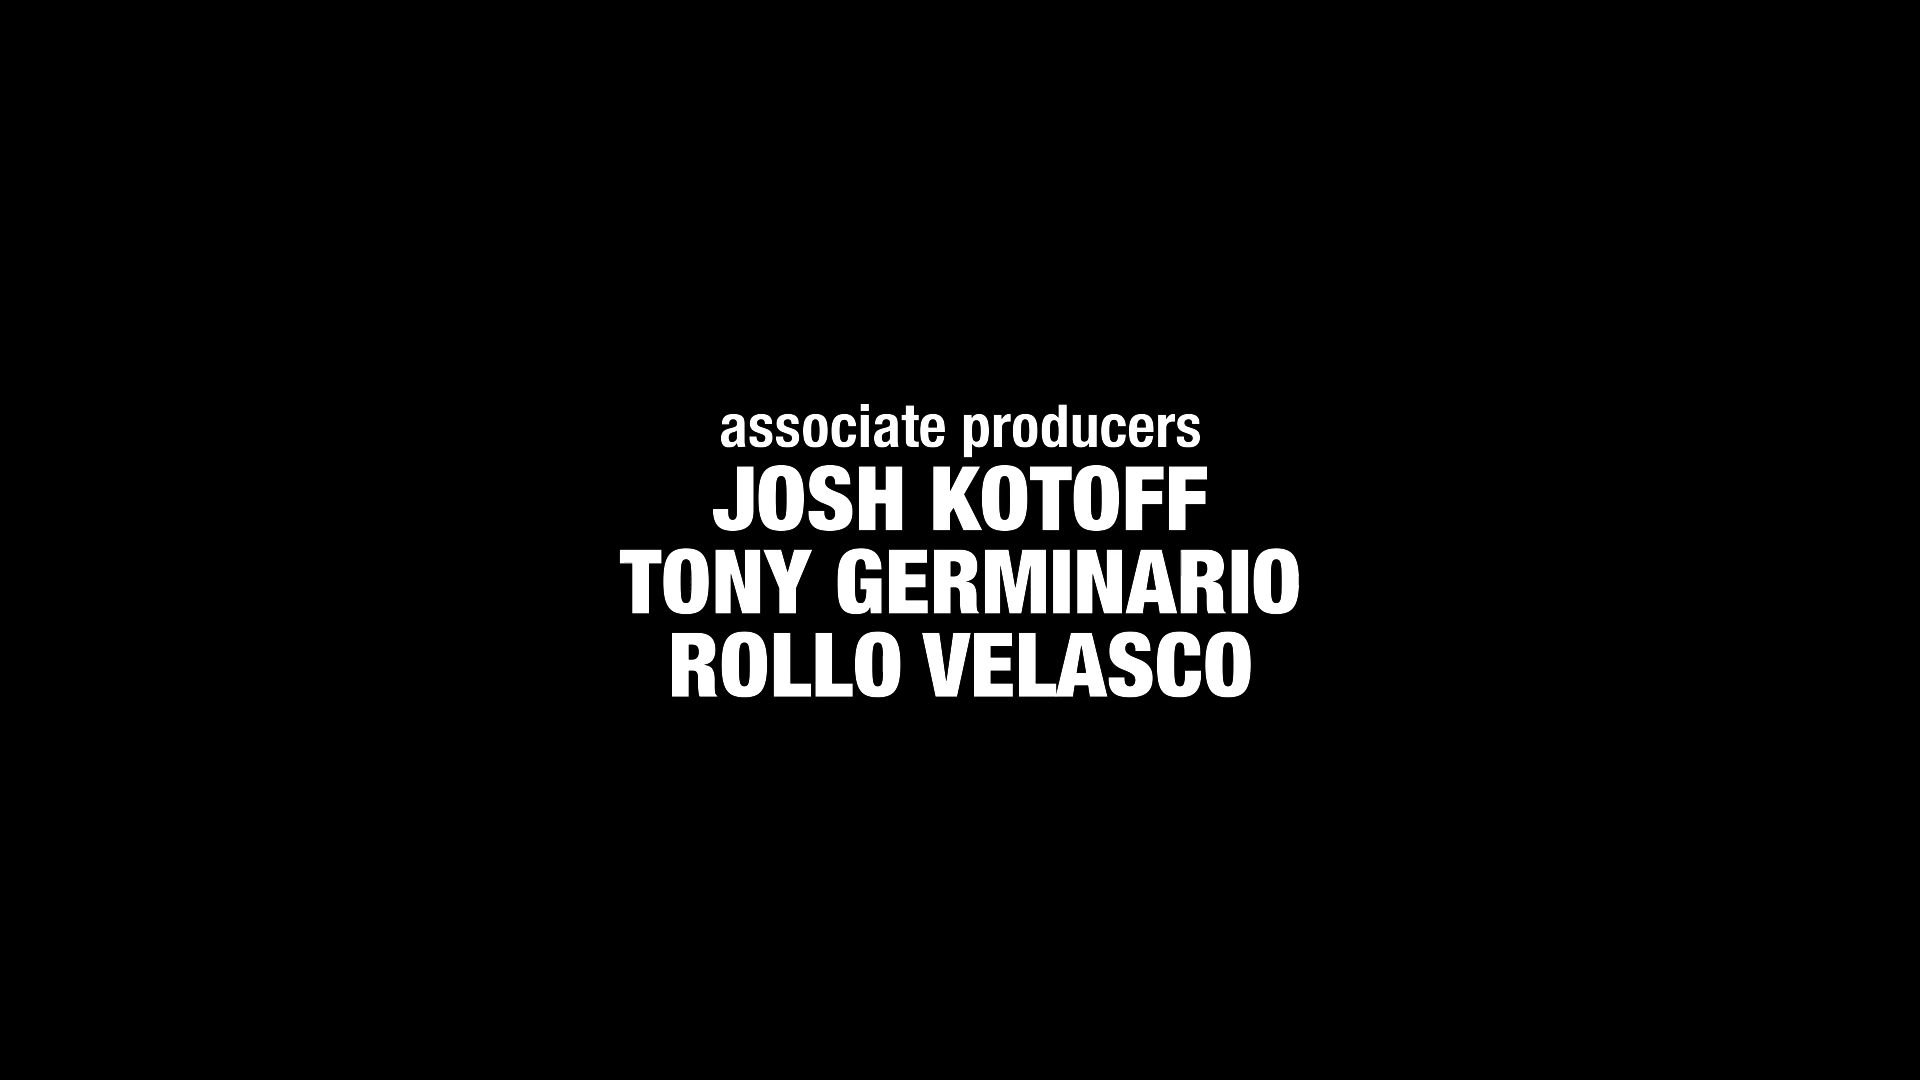 associate producers
JOSH KOTOFF
TONY GERMINARIO
ROLLO VELASCO